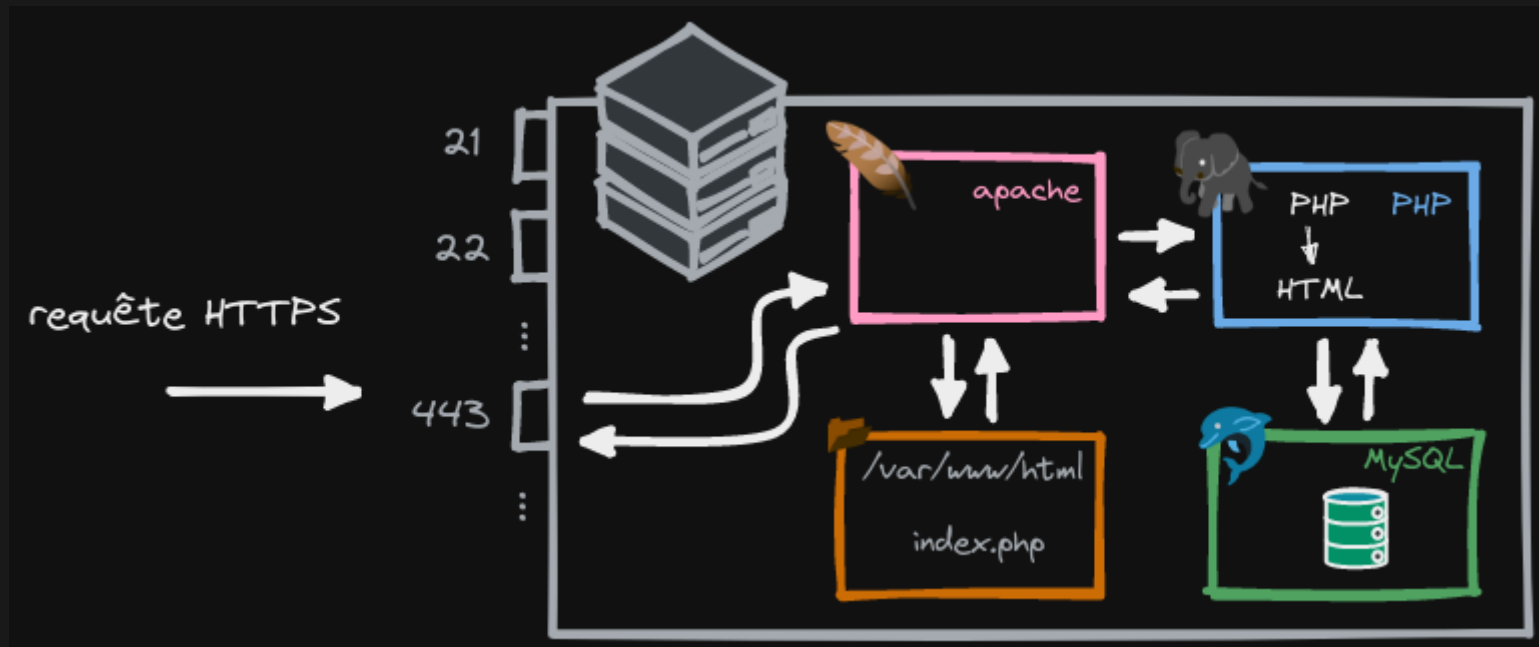 21
22
requête HTTPS
⋮
443
⋮
apache
PHP
PHP
HTML
/var/www/html
index.php
MySQL